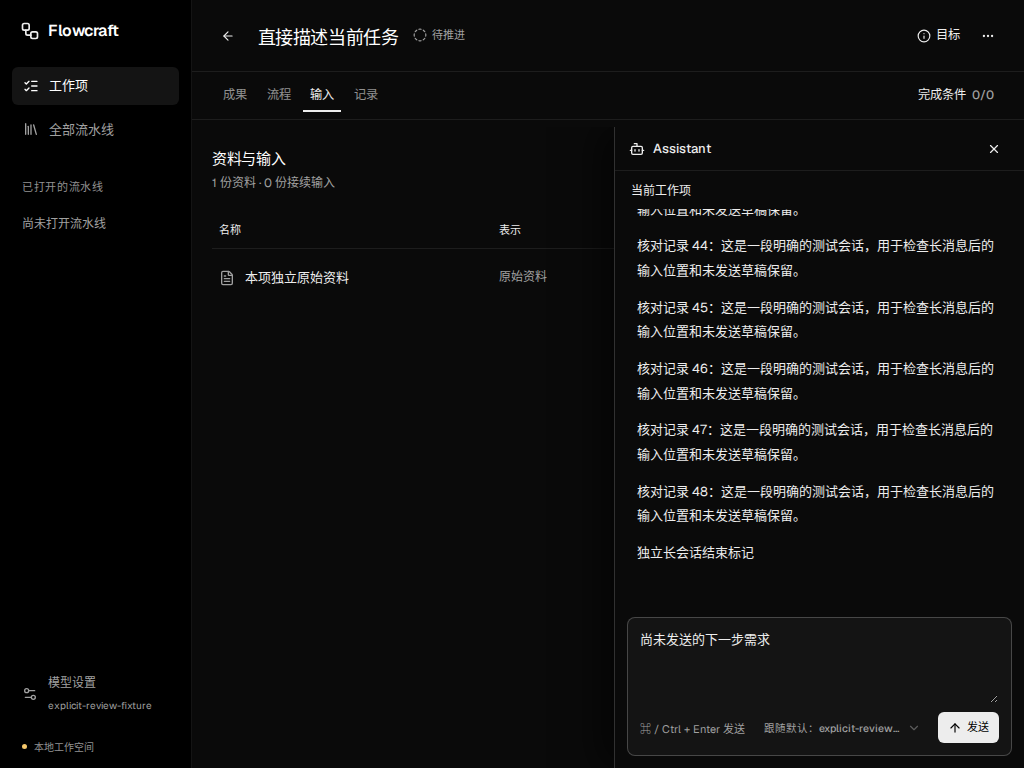 Flowcraft
工作项
全部流水线
已打开的流水线
尚未打开流水线
模型设置
explicit-review-fixture
本地工作空间
直接描述当前任务
待推进
目标
成果
流程
输入
记录
完成条件 0/0
资料与输入
1 份资料 · 0 份接续输入
名称
表示
本项独立原始资料
原始资料
Assistant
当前工作项
输入位置和未发送草稿保留。
核对记录 44：这是一段明确的测试会话，用于检查长消息后的
输入位置和未发送草稿保留。
核对记录 45：这是一段明确的测试会话，用于检查长消息后的
输入位置和未发送草稿保留。
核对记录 46：这是一段明确的测试会话，用于检查长消息后的
输入位置和未发送草稿保留。
核对记录 47：这是一段明确的测试会话，用于检查长消息后的
输入位置和未发送草稿保留。
核对记录 48：这是一段明确的测试会话，用于检查长消息后的
输入位置和未发送草稿保留。
独立长会话结束标记
尚未发送的下一步需求
⌘ / Ctrl + Enter 发送
跟随默认：explicit-review…
发送